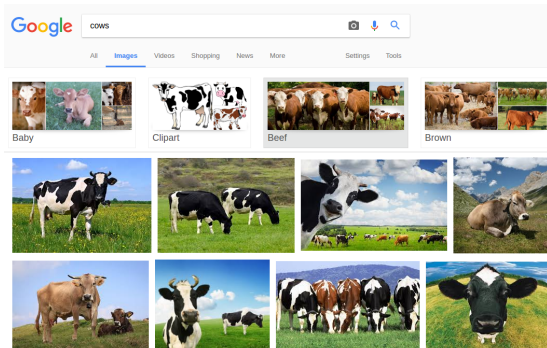 Google cows
All Images Videos Shopping News More Settings Tools
Baby Clipart Beef Brown